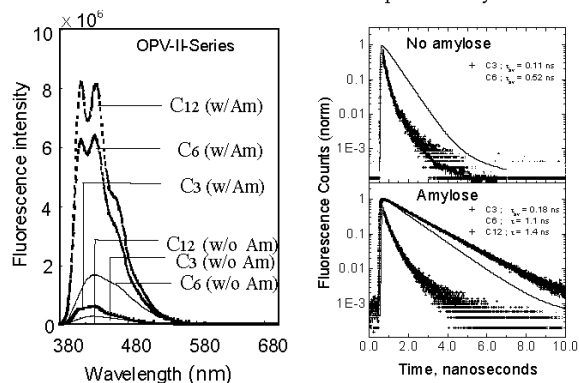 × 10⁶
10
8
6
4
2
0
OPV-II-Series
C12 (w/Am)
C6 (w/Am)
C3 (w/Am)
C12 (w/o Am)
C3 (w/o Am)
C6 (w/o Am)
380 480 580 680
Wavelength (nm)
Fluorescence intensity
No amylose
+ C3 ; τav = 0.11 ns
C6 ; τav = 0.52 ns
1
0.1
0.01
1E-3
Amylose
+ C3 ; τav = 0.18 ns
C6 ; τ = 1.1 ns
+ C12 ; τ = 1.4 ns
1
0.1
0.01
1E-3
0.0 2.0 4.0 6.0 8.0 10.0
Time, nanoseconds
Fluorescence Counts (norm)